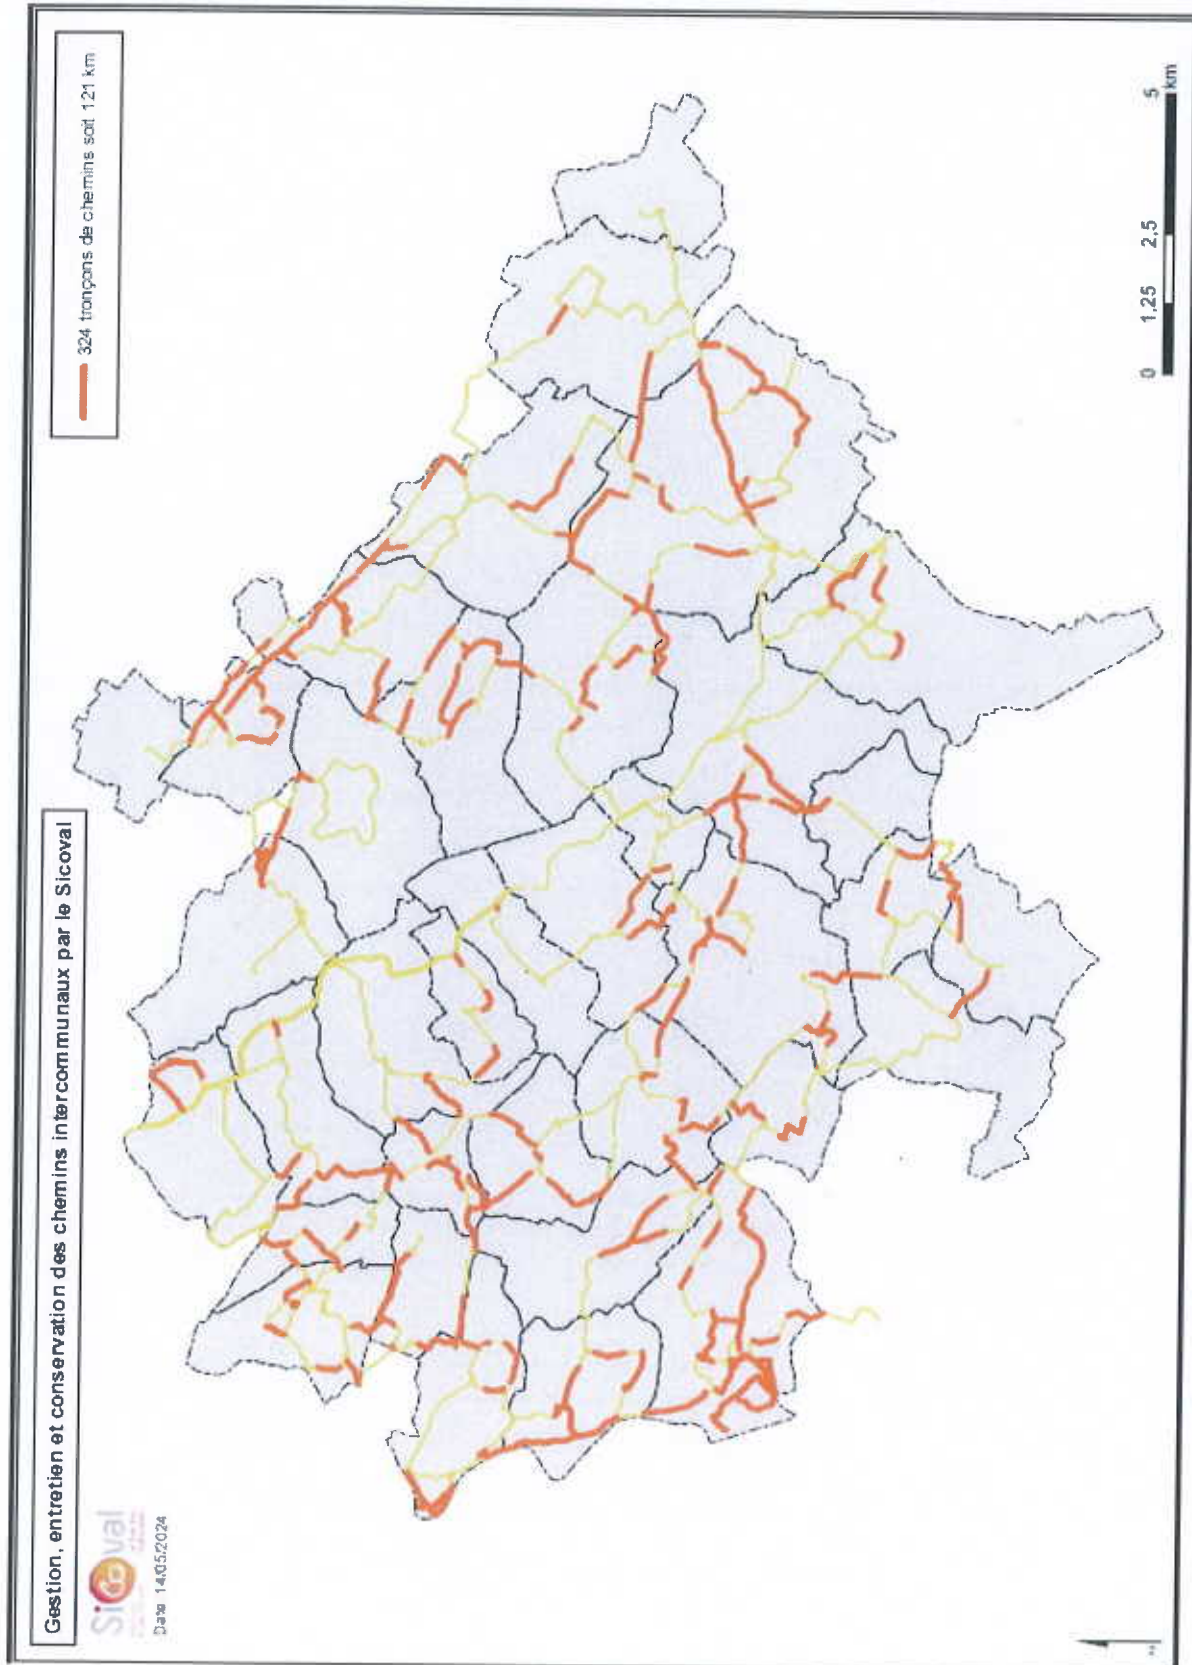 Gestion, entretien et conservation des chemins intercommunaux par le Sicoval
324 tronçons de chemins soit 121 km
Sicoval
Date 14/05/2024
0 1,25 2,5 5
km